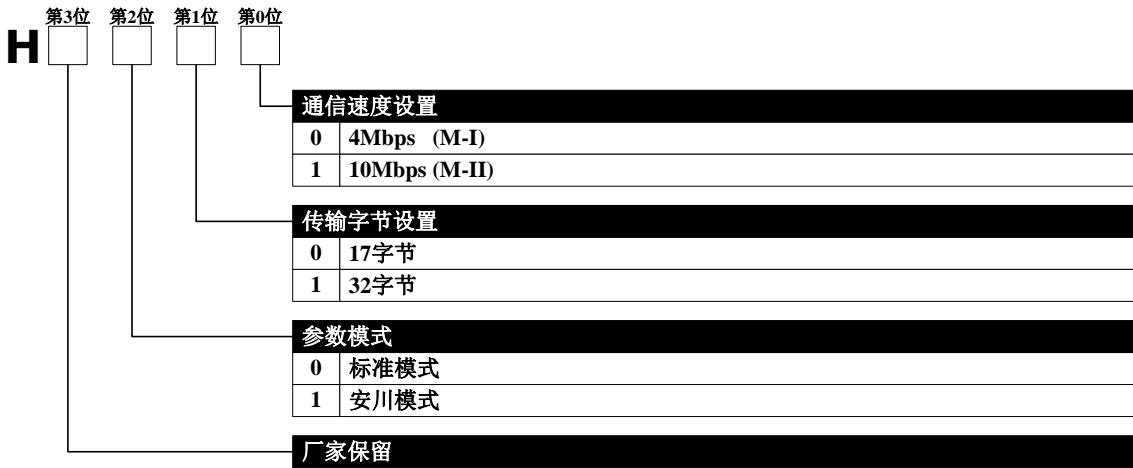 第3位 第2位 第1位 第0位
H
通信速度设置
0 4Mbps (M-I)
1 10Mbps (M-II)
传输字节设置
0 17字节
1 32字节
参数模式
0 标准模式
1 安川模式
厂家保留